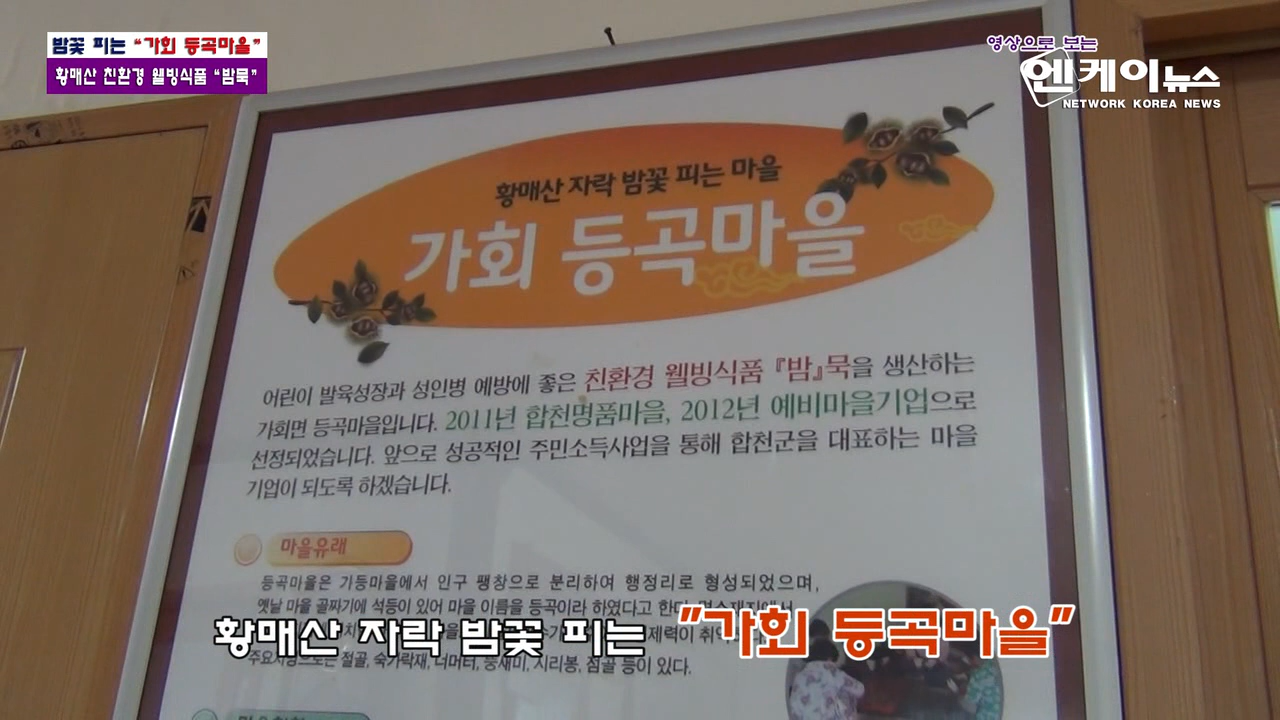 밤꽃 피는 "가회 등곡마을"
황매산 친환경 웰빙식품 "밤묵"
영상으로 보는
엔케이뉴스
NETWORK KOREA NEWS
황매산 자락 밤꽃 피는 마을
가회 등곡마을
어린이 발육성장과 성인병 예방에 좋은 친환경 웰빙식품 『밤』묵을 생산하는
가회면 등곡마을입니다. 2011년 합천명품마을, 2012년 예비마을기업으로
선정되었습니다. 앞으로 성공적인 주민소득사업을 통해 합천군을 대표하는 마을
기업이 되도록 하겠습니다.
마을유래
등곡마을은 가등마을에서 인구 팽창으로 분리하여 행정리로 형성되었으며,
옛날 마을 골짜기에 석등이 있어 마을 이름을 등곡이라 하였다고 한다.
황매산 자락 밤꽃 피는 "가회 등곡마을"
주요지명으로는 절골, 숙가락재, 너머터, 중새미, 시리봉, 점골 등이 있다.